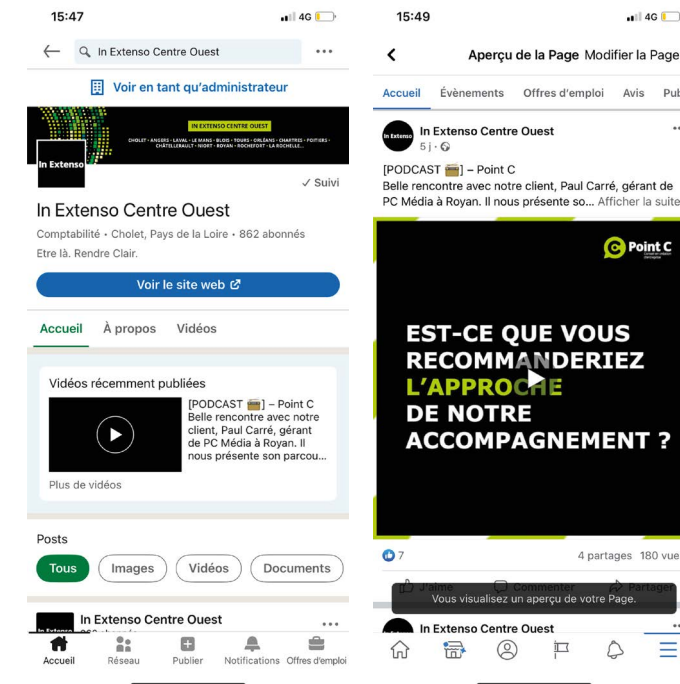 15:47
4G
In Extenso Centre Ouest
Voir en tant qu'administrateur
IN EXTENSO CENTRE OUEST
CHOLET - ANGERS - LAVAL - LE MANS - BLOIS - TOURS - ORLÉANS - CHARTRES - POITIERS -
CHÂTELLERAULT - NIORT - ROYAN - ROCHEFORT - LA ROCHELLE...
In Extenso
✓ Suivi
In Extenso Centre Ouest
Comptabilité • Cholet, Pays de la Loire • 862 abonnés
Etre là. Rendre Clair.
Voir le site web
Accueil À propos Vidéos
Vidéos récemment publiées
[PODCAST 📻] – Point C
Belle rencontre avec notre
client, Paul Carré, gérant
de PC Média à Royan. Il
nous présente son parcou...
Plus de vidéos
Posts
Tous Images Vidéos Documents
In Extenso Centre Ouest
Accueil Réseau Publier Notifications Offres d'emploi
15:49
4G
Aperçu de la Page Modifier la Page
Accueil Évènements Offres d'emploi Avis Pub
In Extenso
In Extenso Centre Ouest
5 j
[PODCAST 📻] – Point C
Belle rencontre avec notre client, Paul Carré, gérant de
PC Média à Royan. Il nous présente so... Afficher la suite
Point C
EST-CE QUE VOUS
RECOMMANDERIEZ
L'APPROCHE
DE NOTRE
ACCOMPAGNEMENT ?
7
4 partages 180 vue
J'aime Commenter Partager
Vous visualisez un aperçu de votre Page.
In Extenso Centre Ouest